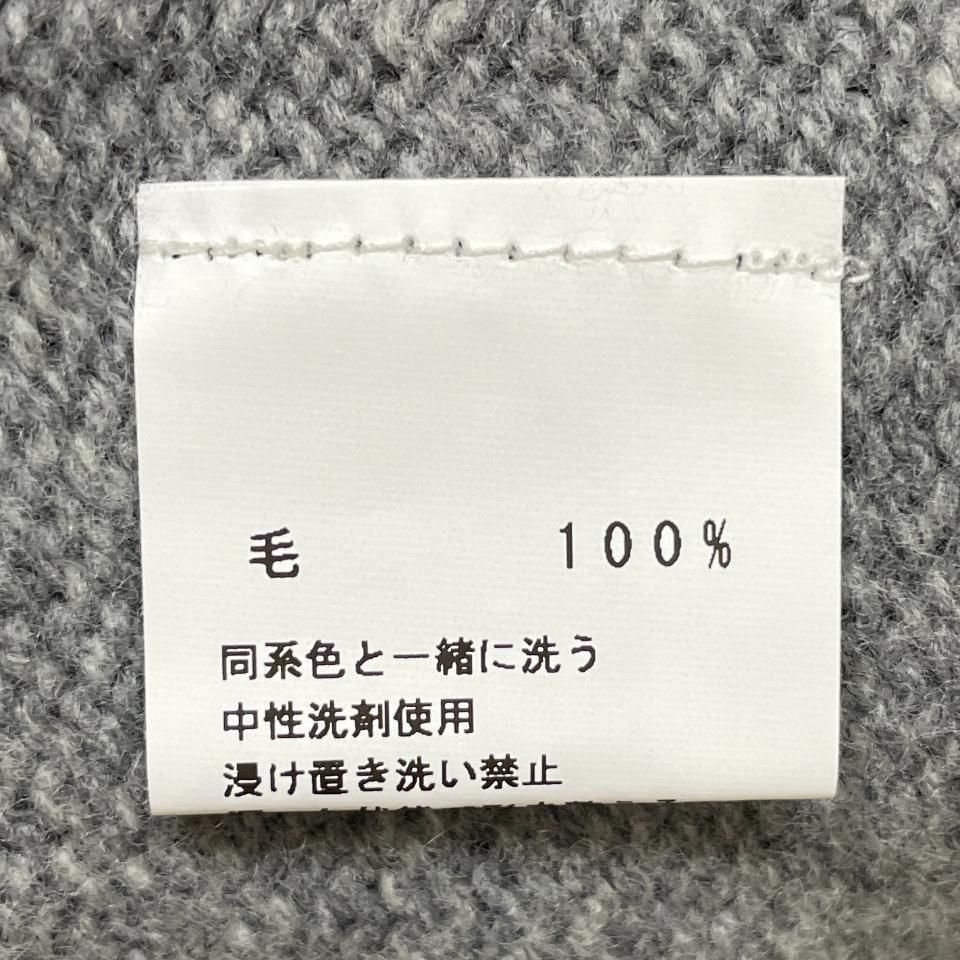 毛 １００％
同系色と一緒に洗う
中性洗剤使用
浸け置き洗い禁止